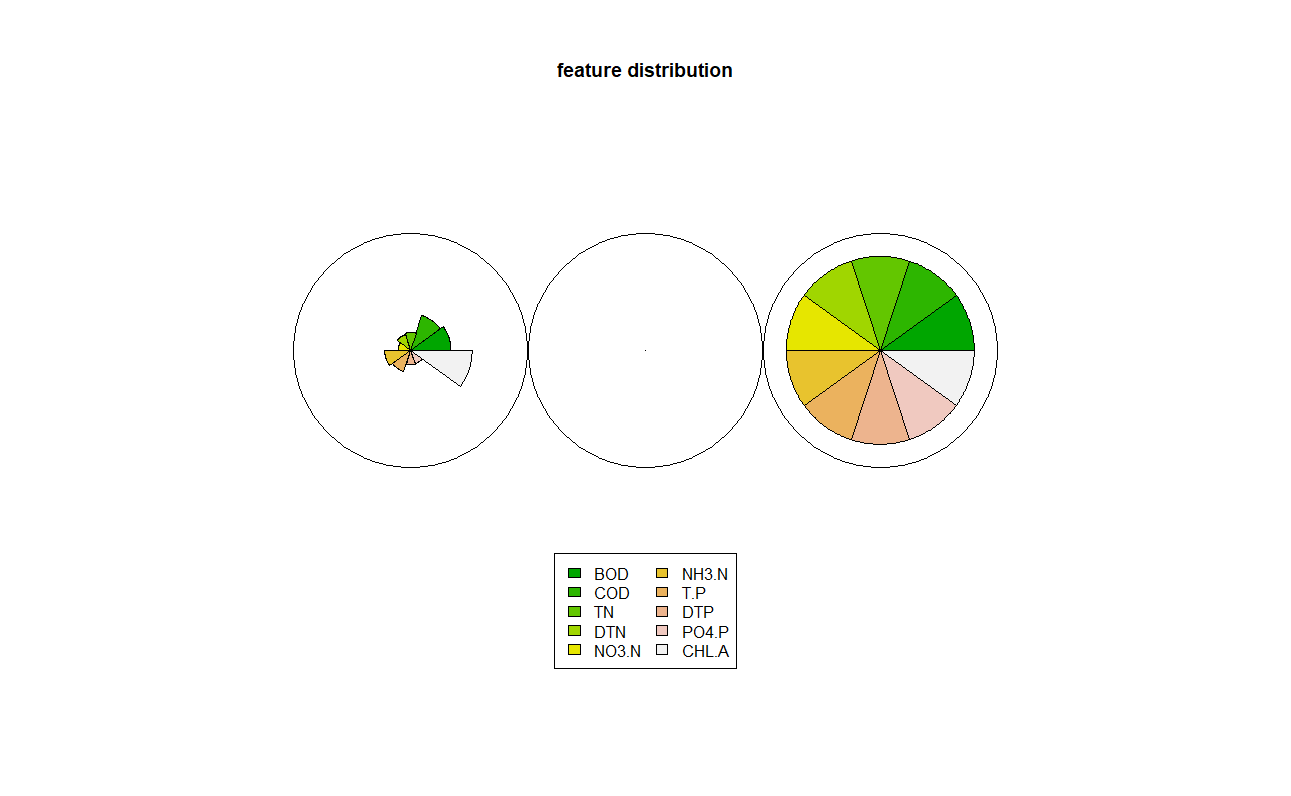 feature distribution
BOD NH3.N
COD T.P
TN DTP
DTN PO4.P
NO3.N CHL.A